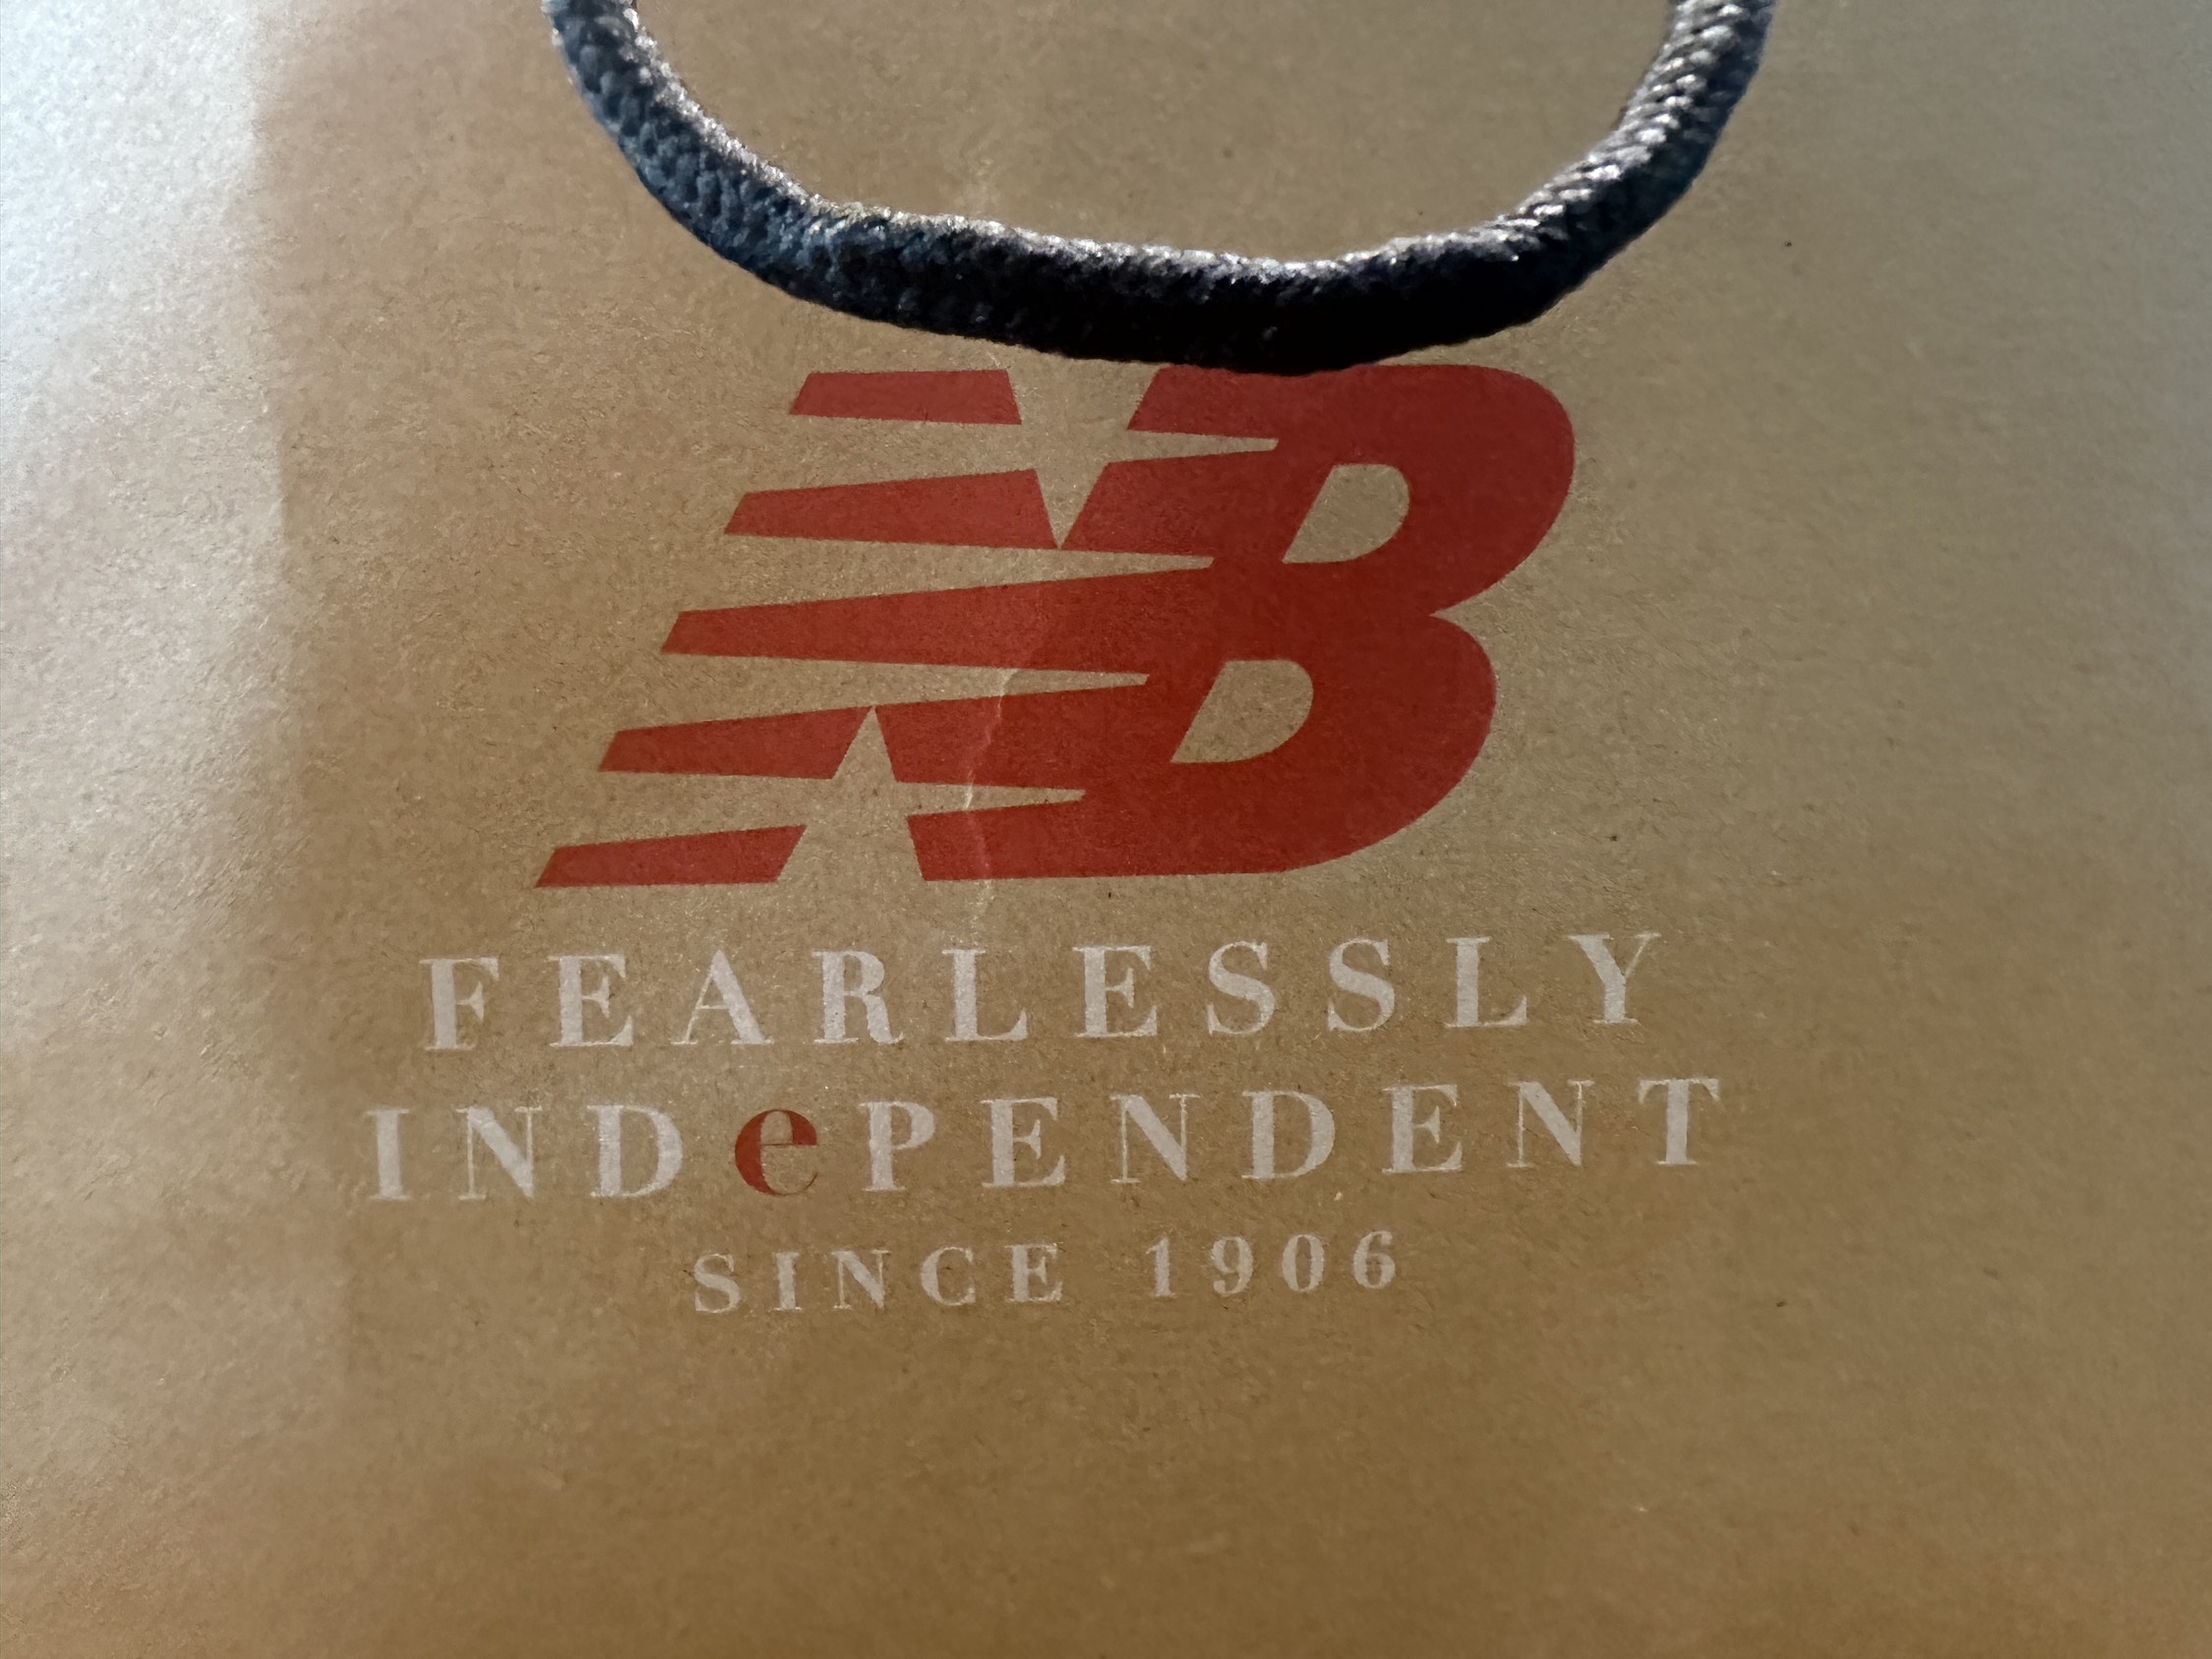 NB
FEARLESSLY
INDePENDENT
SINCE 1906